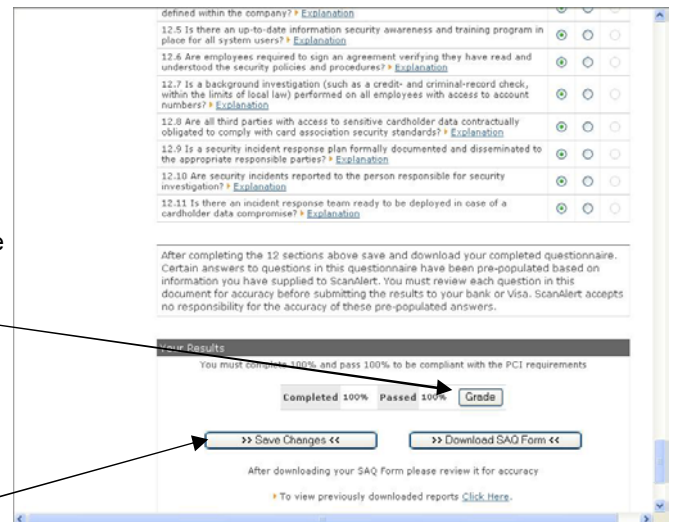 defined within the company? Explanation
12.5 Is there an up-to-date information security awareness and training program in
place for all system users? Explanation
12.6 Are employees required to sign an agreement verifying they have read and
understood the security policies and procedures? Explanation
12.7 Is a background investigation (such as a credit- and criminal-record check,
within the limits of local law) performed on all employees with access to account
numbers? Explanation
12.8 Are all third parties with access to sensitive cardholder data contractually
obligated to comply with card association security standards? Explanation
12.9 Is a security incident response plan formally documented and disseminated to
the appropriate responsible parties? Explanation
12.10 Are security incidents reported to the person responsible for security
investigation? Explanation
12.11 Is there an incident response team ready to be deployed in case of a
cardholder data compromise? Explanation
e
After completing the 12 sections above save and download your completed questionnaire.
Certain answers to questions in this questionnaire have been pre-populated based on
information you have supplied to ScanAlert. You must review each question in this
document for accuracy before submitting the results to your bank or Visa. ScanAlert accepts
no responsibility for the accuracy of these pre-populated answers.
Your Results
You must complete 100% and pass 100% to be compliant with the PCI requirements
Completed 100% Passed 100% Grade
>> Save Changes << >> Download SAQ Form <<
After downloading your SAQ Form please review it for accuracy
To view previously downloaded reports Click Here.